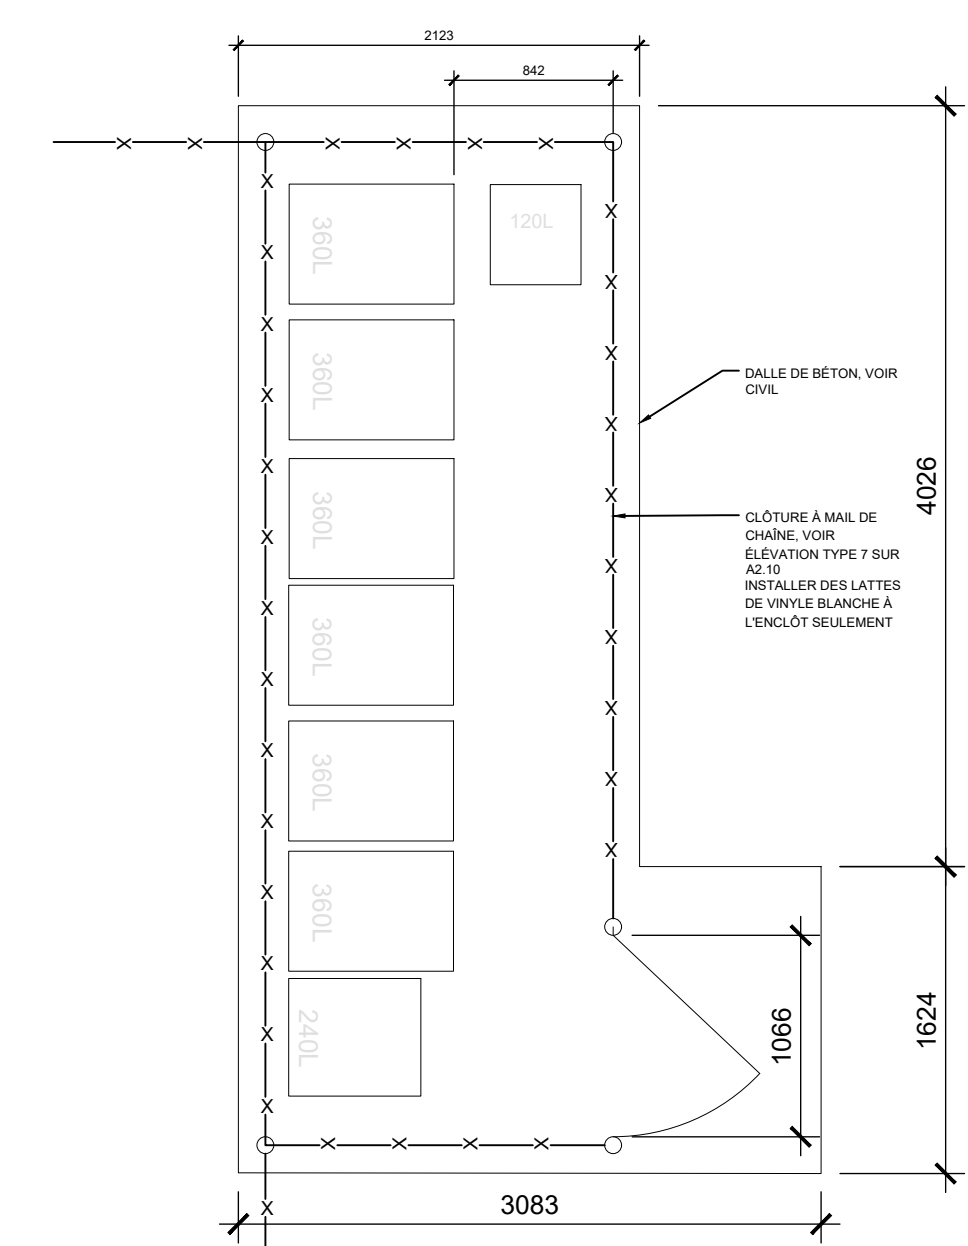 2123
842
360L
120L
360L
DALLE DE BÉTON, VOIR
CIVIL
4026
360L
CLÔTURE À MAIL DE
CHAÎNE, VOIR
ÉLÉVATION TYPE 7 SUR
A2.10
INSTALLER DES LATTES
DE VINYLE BLANCHE À
L'ENCLÔT SEULEMENT
360L
360L
360L
240L
1066
1624
3083